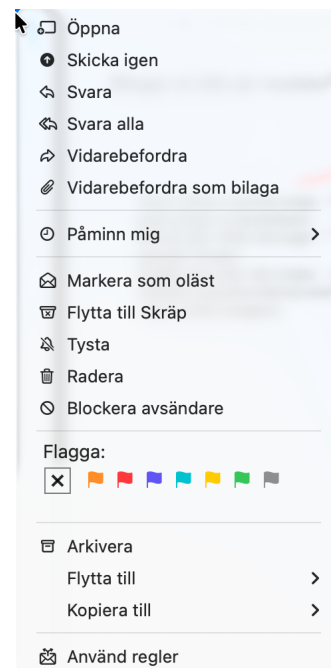 Öppna
Skicka igen
Svara
Svara alla
Vidarebefordra
Vidarebefordra som bilaga
Påminn mig
Markera som oläst
Flytta till Skräp
Tysta
Radera
Blockera avsändare
Flagga:
Arkivera
Flytta till
Kopiera till
Använd regler